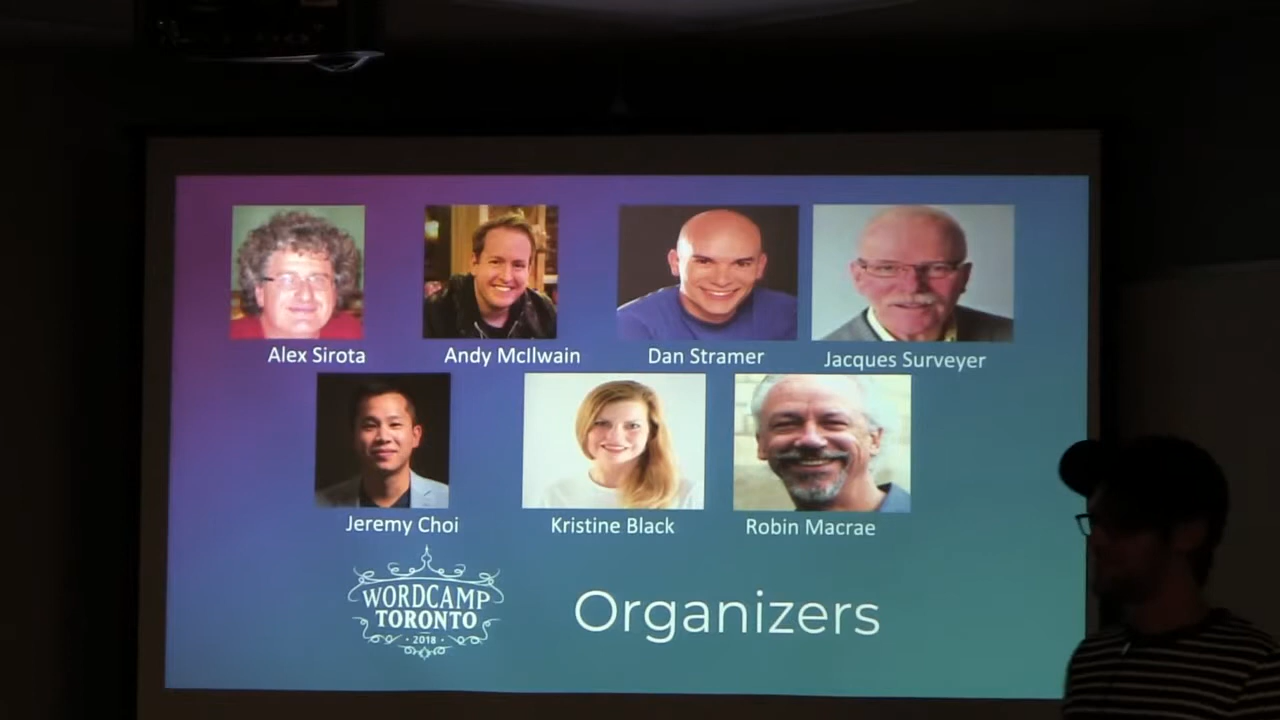 Alex Sirota
Andy McIlwain
Dan Stramer
Jacques Surveyer
Jeremy Choi
Kristine Black
Robin Macrae
WORDCAMP
TORONTO
· 2018 ·
Organizers